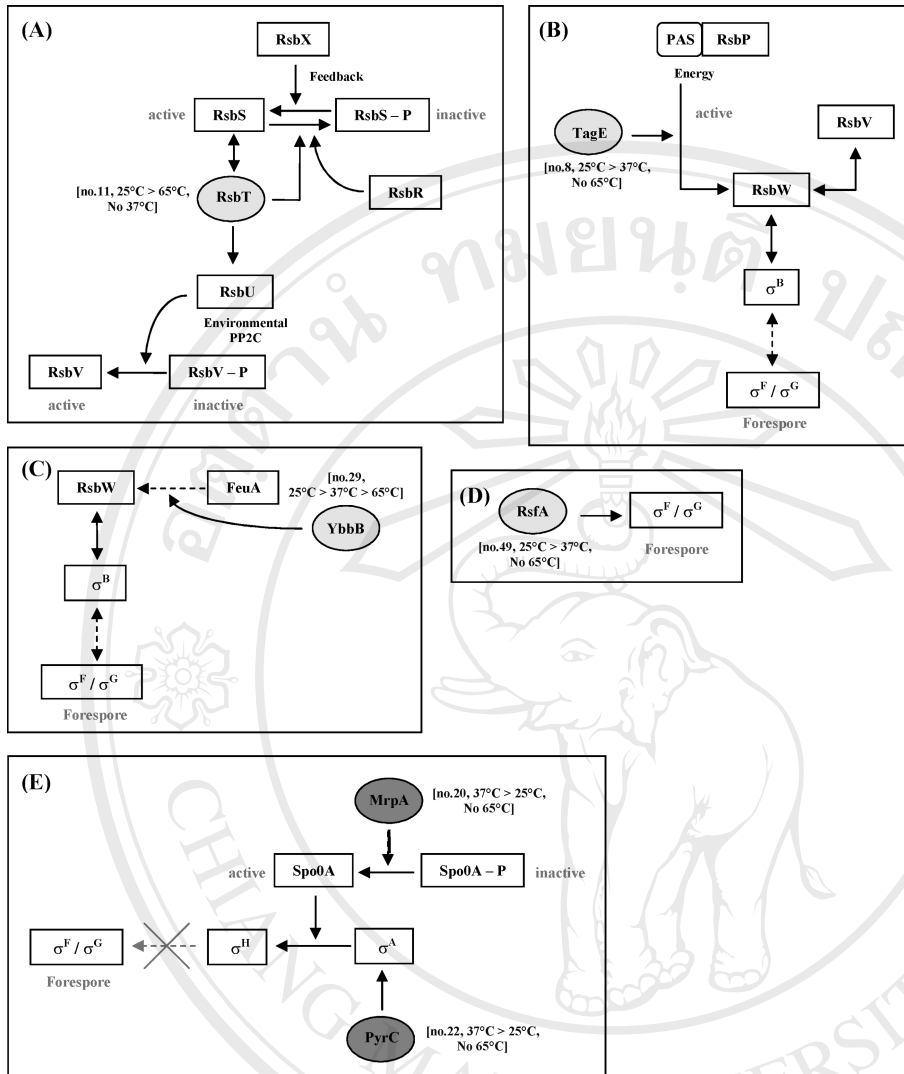 (A)
RsbX
Feedback
active
RsbS
RsbS – P
inactive
[no.11, 25°C > 65°C,
No 37°C]
RsbT
RsbR
RsbU
Environmental
PP2C
RsbV
RsbV – P
active
inactive
(B)
PAS
RsbP
Energy
active
TagE
[no.8, 25°C > 37°C,
No 65°C]
RsbV
RsbW
σB
σF / σG
Forespore
(C)
RsbW
FeuA
[no.29,
25°C > 37°C > 65°C]
YbbB
σB
σF / σG
Forespore
(D)
RsfA
σF / σG
[no.49, 25°C > 37°C,
No 65°C]
Forespore
(E)
MrpA
[no.20, 37°C > 25°C,
No 65°C]
active
Spo0A
Spo0A – P
inactive
σF / σG
σH
σA
Forespore
PyrC
[no.22, 37°C > 25°C,
No 65°C]
CHIANG MAI UNIVERSITY